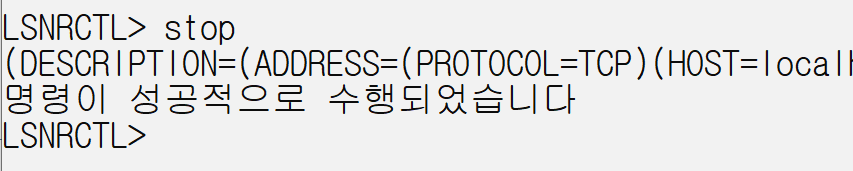 LSNRCTL> stop
(DESCRIPTION=(ADDRESS=(PROTOCOL=TCP)(HOST=local
명령이 성공적으로 수행되었습니다
LSNRCTL>